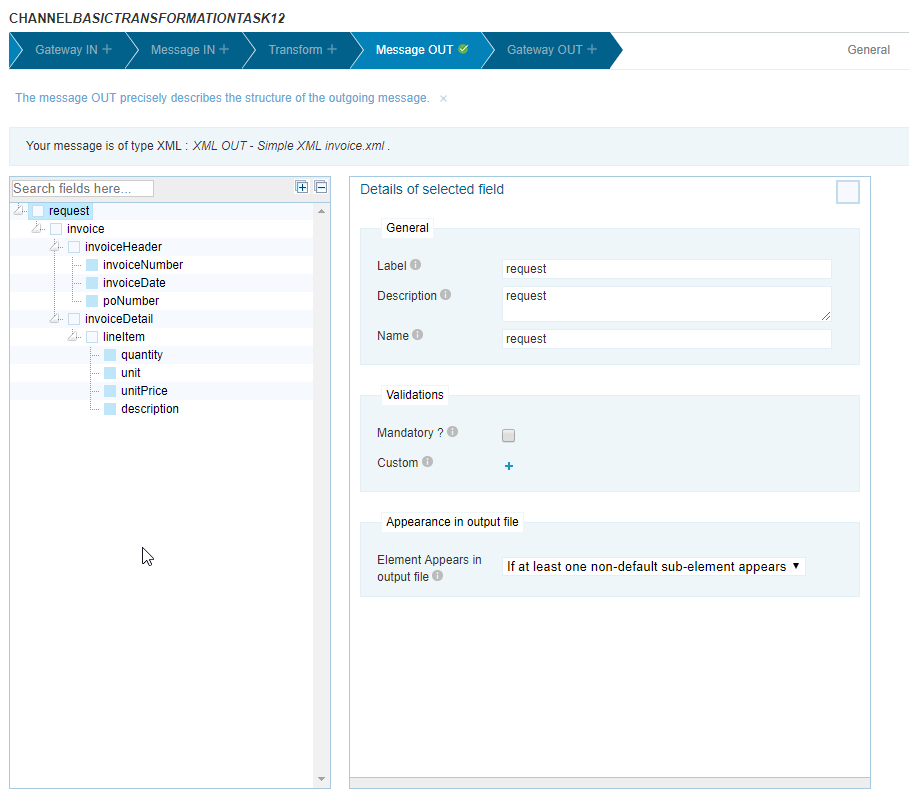 CHANNELBASICTRANSFORMATIONTASK12
Gateway IN + Message IN + Transform + Message OUT Gateway OUT + General
The message OUT precisely describes the structure of the outgoing message. ×
Your message is of type XML : XML OUT - Simple XML invoice.xml .
Search fields here...
request
invoice
invoiceHeader
invoiceNumber
invoiceDate
poNumber
invoiceDetail
lineItem
quantity
unit
unitPrice
description
Details of selected field
General
Label request
Description request
Name request
Validations
Mandatory ?
Custom +
Appearance in output file
Element Appears in
output file
If at least one non-default sub-element appears